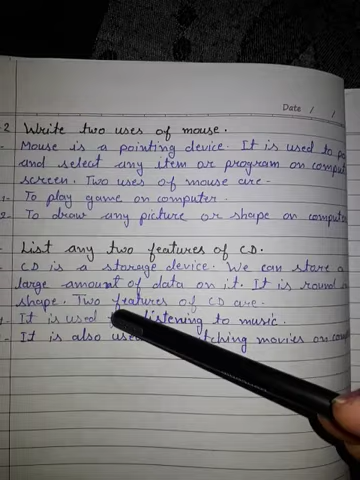 Date / /
2 Write two uses of mouse.
Mouse is a pointing device. It is used to
and select any item or program on
screen. Two uses of mouse are-
1- To play game on computer.
2- To draw any picture or shape on
List any two features of CD.
CD is a storage device. We can store a
large amount of data on it. It is round
shape. Two features of CD are.
It is used listening to music.
It is also movies on